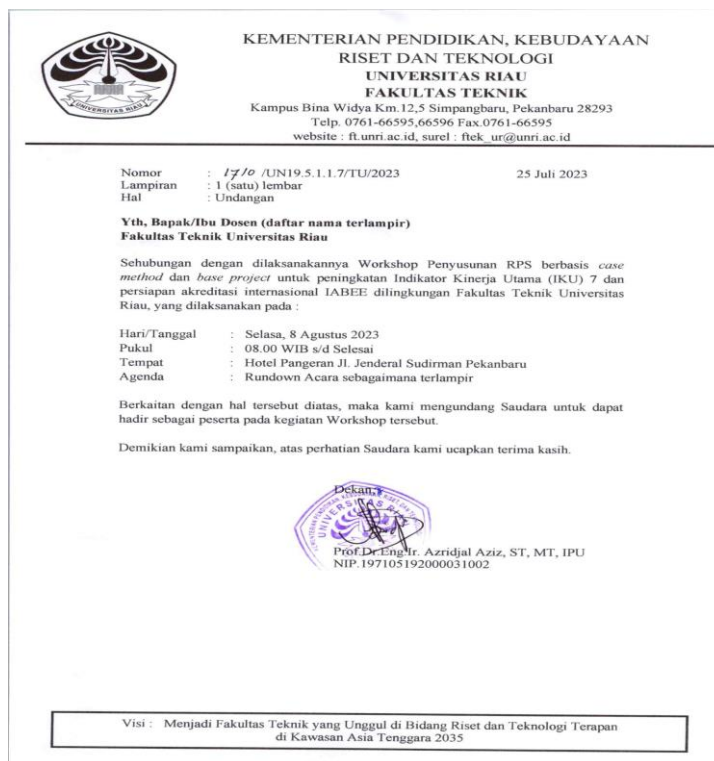 UNIVERSITAS RIAU
KEMENTERIAN PENDIDIKAN, KEBUDAYAAN
RISET DAN TEKNOLOGI
UNIVERSITAS RIAU
FAKULTAS TEKNIK
Kampus Bina Widya Km.12,5 Simpangbaru, Pekanbaru 28293
Telp. 0761-66595,66596 Fax.0761-66595
website : ft.unri.ac.id, surel : ftek_ur@unri.ac.id
Nomor : 1710 /UN19.5.1.1.7/TU/2023 25 Juli 2023
Lampiran : 1 (satu) lembar
Hal : Undangan
Yth, Bapak/Ibu Dosen (daftar nama terlampir)
Fakultas Teknik Universitas Riau
Sehubungan dengan dilaksanakannya Workshop Penyusunan RPS berbasis case
method dan base project untuk peningkatan Indikator Kinerja Utama (IKU) 7 dan
persiapan akreditasi internasional IABEE dilingkungan Fakultas Teknik Universitas
Riau, yang dilaksanakan pada :
Hari/Tanggal : Selasa, 8 Agustus 2023
Pukul : 08.00 WIB s/d Selesai
Tempat : Hotel Pangeran Jl. Jenderal Sudirman Pekanbaru
Agenda : Rundown Acara sebagaimana terlampir
Berkaitan dengan hal tersebut diatas, maka kami mengundang Saudara untuk dapat
hadir sebagai peserta pada kegiatan Workshop tersebut.
Demikian kami sampaikan, atas perhatian Saudara kami ucapkan terima kasih.
Dekan
UNIVERSITAS RIAU
Prof.Dr.Eng.Ir. Azridjal Aziz, ST, MT, IPU
NIP.197105192000031002
Visi : Menjadi Fakultas Teknik yang Unggul di Bidang Riset dan Teknologi Terapan
di Kawasan Asia Tenggara 2035